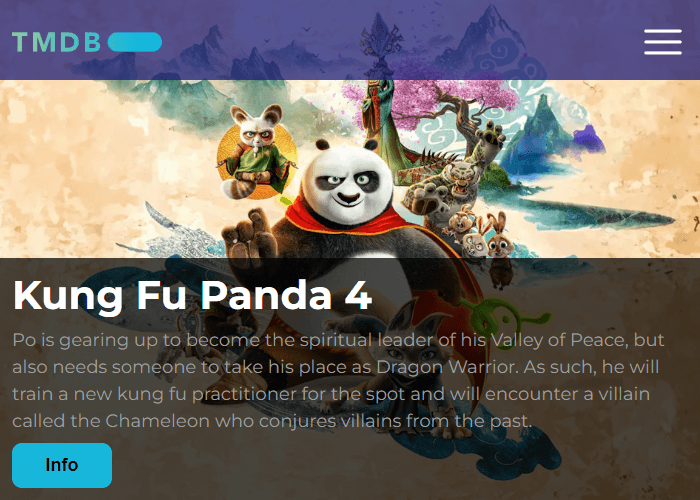 TMDB
Kung Fu Panda 4
Po is gearing up to become the spiritual leader of his Valley of Peace, but
also needs someone to take his place as Dragon Warrior. As such, he will
train a new kung fu practitioner for the spot and will encounter a villain
called the Chameleon who conjures villains from the past.
Info